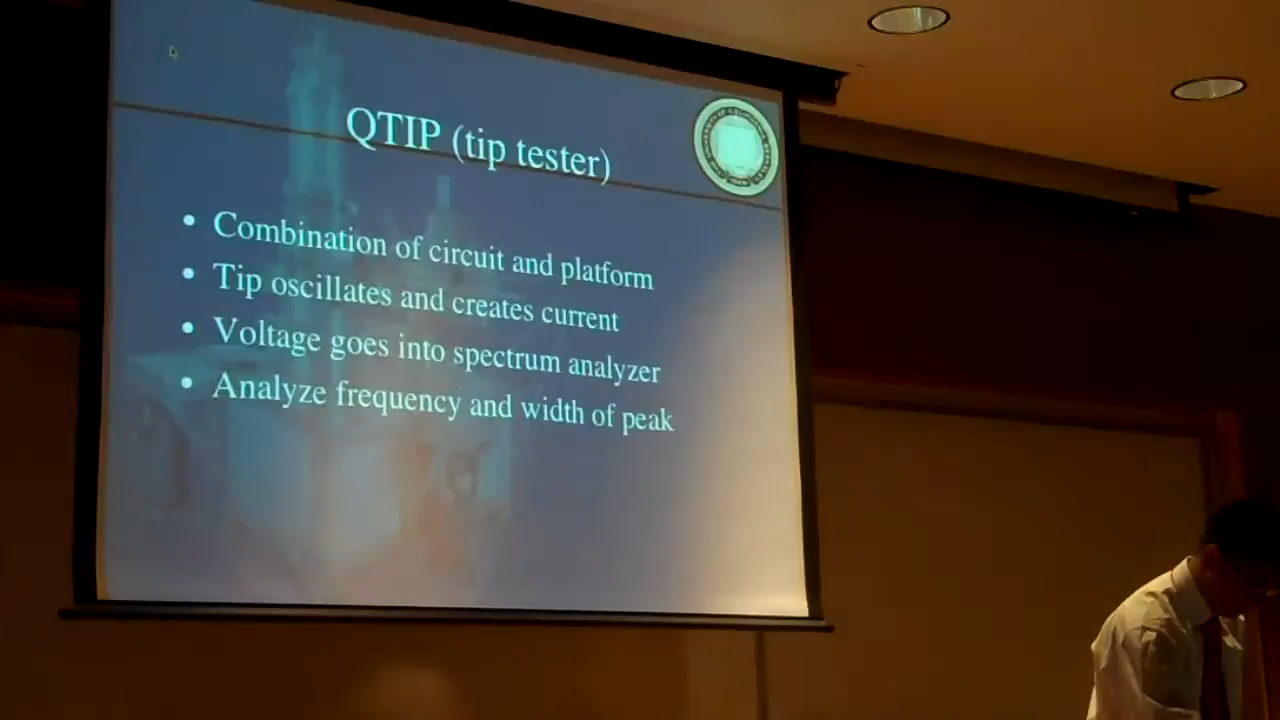 QTIP (tip tester)
• Combination of circuit and platform
• Tip oscillates and creates current
• Voltage goes into spectrum analyzer
• Analyze frequency and width of peak